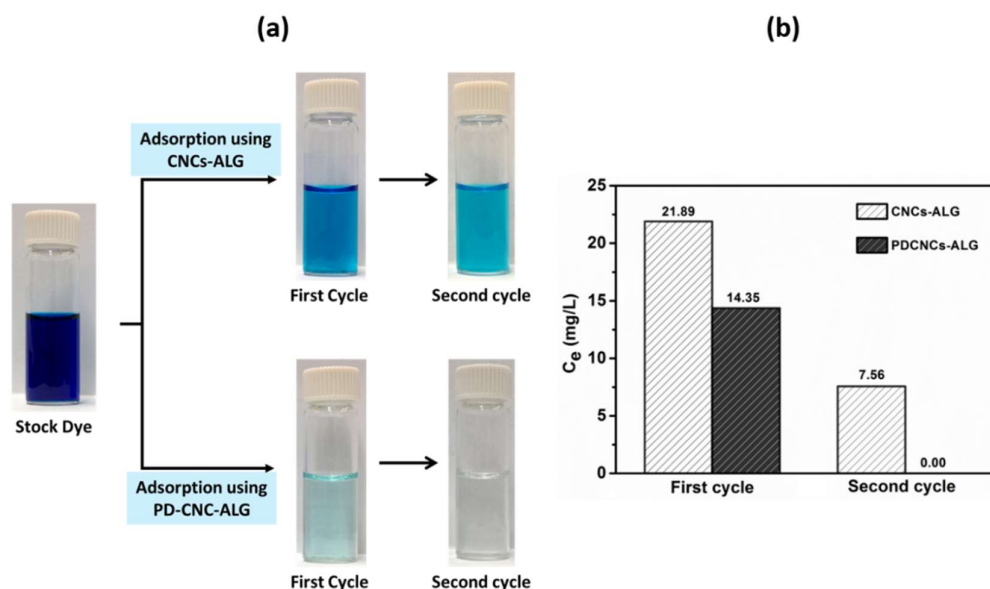 (a)
(b)
Adsorption using
CNCs-ALG
First Cycle
Second cycle
Stock Dye
Adsorption using
PD-CNC-ALG
First Cycle
Second cycle
25
20
15
10
5
0
Ce (mg/L)
CNCs-ALG
PDCNCs-ALG
21.89
14.35
7.56
0.00
First cycle
Second cycle